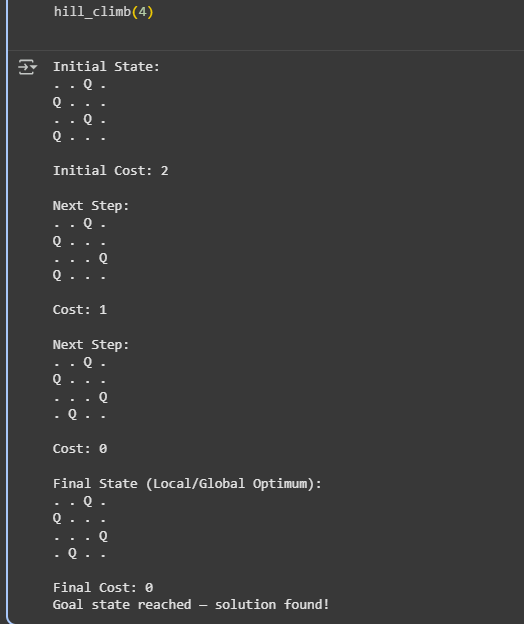 hill_climb(4)
Initial State:
. . Q .
Q . . .
. . Q .
Q . . .
Initial Cost: 2
Next Step:
. . Q .
Q . . .
. . . Q
Q . . .
Cost: 1
Next Step:
. . Q .
Q . . .
. . . Q
. Q . .
Cost: 0
Final State (Local/Global Optimum):
. . Q .
Q . . .
. . . Q
. Q . .
Final Cost: 0
Goal state reached – solution found!